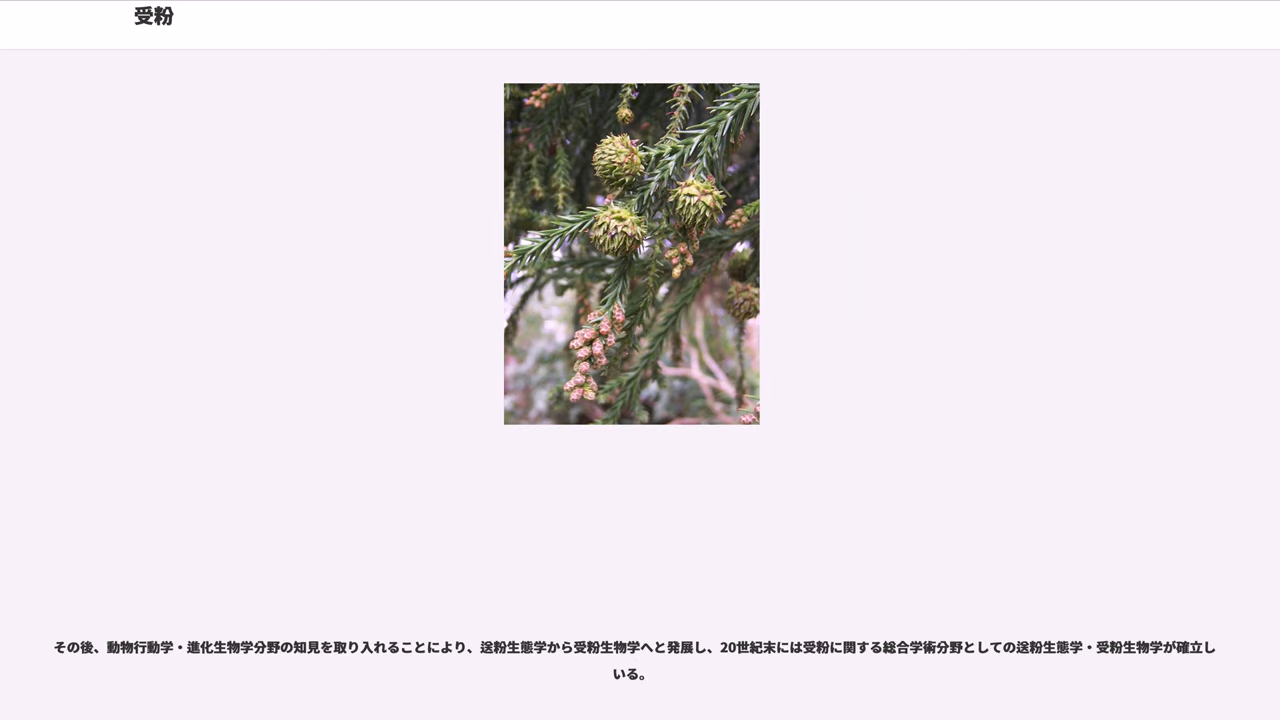 受粉
その後、動物行動学・進化生物学分野の知見を取り入れることにより、送粉生態学から受粉生物学へと発展し、20世紀末には受粉に関する総合学術分野としての送粉生態学・受粉生物学が確立し
いる。